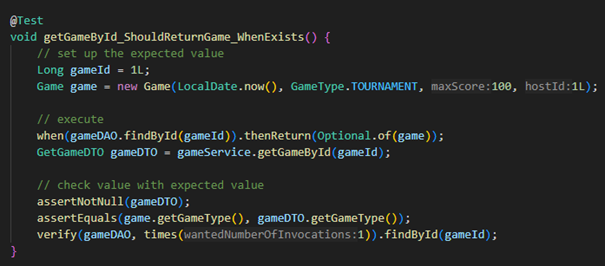 @Test
void getGameById_ShouldReturnGame_WhenExists() {
// set up the expected value
Long gameId = 1L;
Game game = new Game(LocalDate.now(), GameType.TOURNAMENT, maxScore:100, hostId:1L);
// execute
when(gameDAO.findById(gameId)).thenReturn(Optional.of(game));
GetGameDTO gameDTO = gameService.getGameById(gameId);
// check value with expected value
assertNotNull(gameDTO);
assertEquals(game.getGameType(), gameDTO.getGameType());
verify(gameDAO, times(wantedNumberOfInvocations:1)).findById(gameId);
}